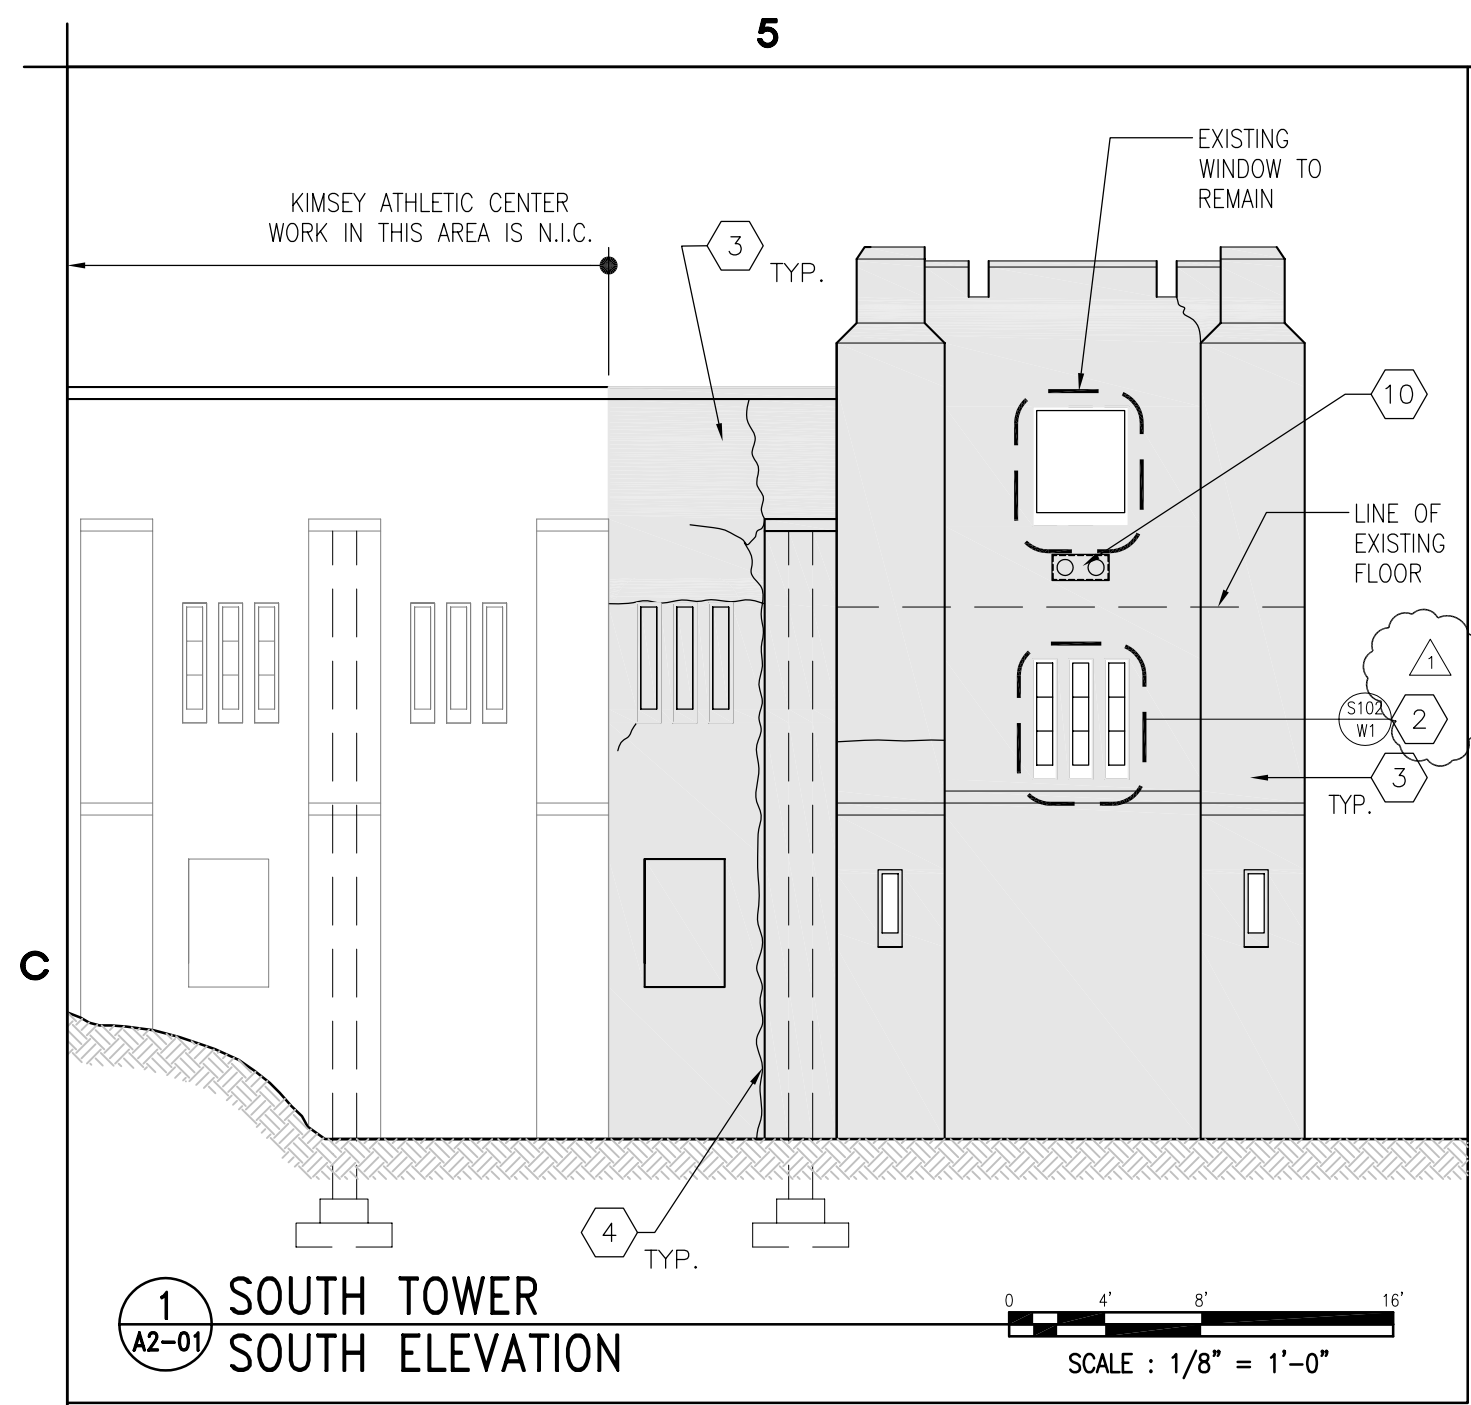 5
EXISTING
WINDOW TO
REMAIN
KIMSEY ATHLETIC CENTER
WORK IN THIS AREA IS N.I.C.
3
TYP.
10
LINE OF
EXISTING
FLOOR
1
S102
W1
2
3
TYP.
C
4
TYP.
1
A2-01
SOUTH TOWER
SOUTH ELEVATION
0 4' 8' 16'
SCALE : 1/8" = 1'-0"